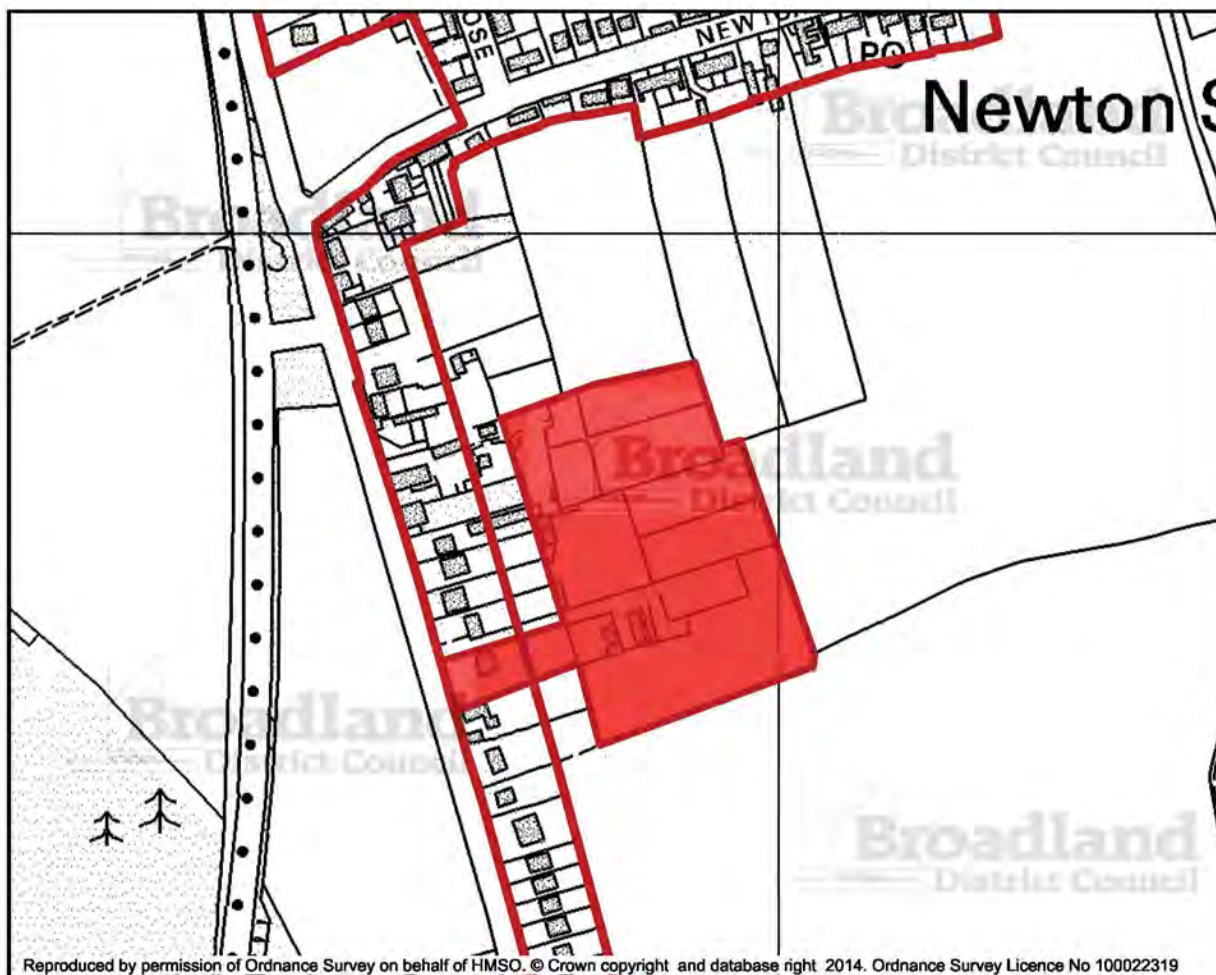 OSE
NEWTON
PO
Newton S
Broadland
District Council
Broadland
District Council
Broadland
District Council
Broadland
District Council
Broadland
District Council
Reproduced by permission of Ordnance Survey on behalf of HMSO. © Crown copyright and database right 2014. Ordnance Survey Licence No 100022319